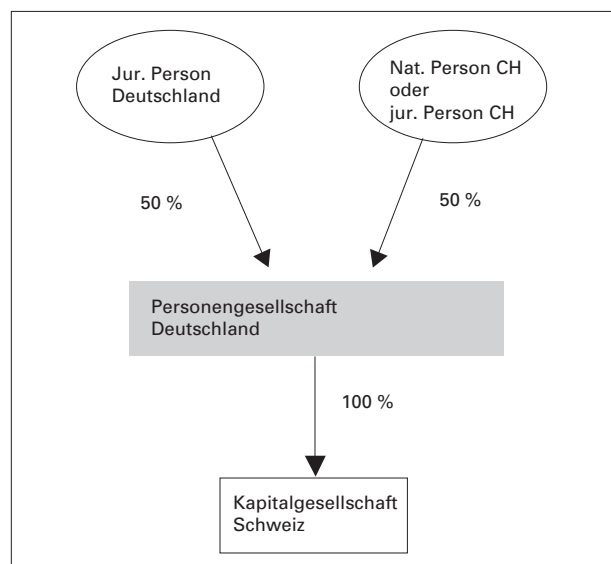 Jur. Person
Deutschland
Nat. Person CH
oder
jur. Person CH
50 %
50 %
Personengesellschaft
Deutschland
100 %
Kapitalgesellschaft
Schweiz